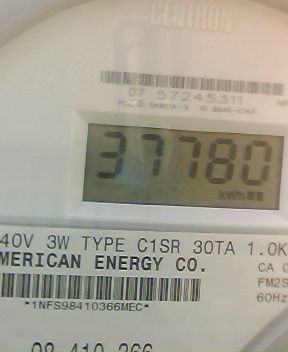 CENTRON
07 57245311
37780
kWh
40V 3W TYPE C1SR 30TA 1.0K
MERICAN ENERGY CO.
CA 0
FM2S
*1NFS98410366MEC*
60Hz
98 410 366